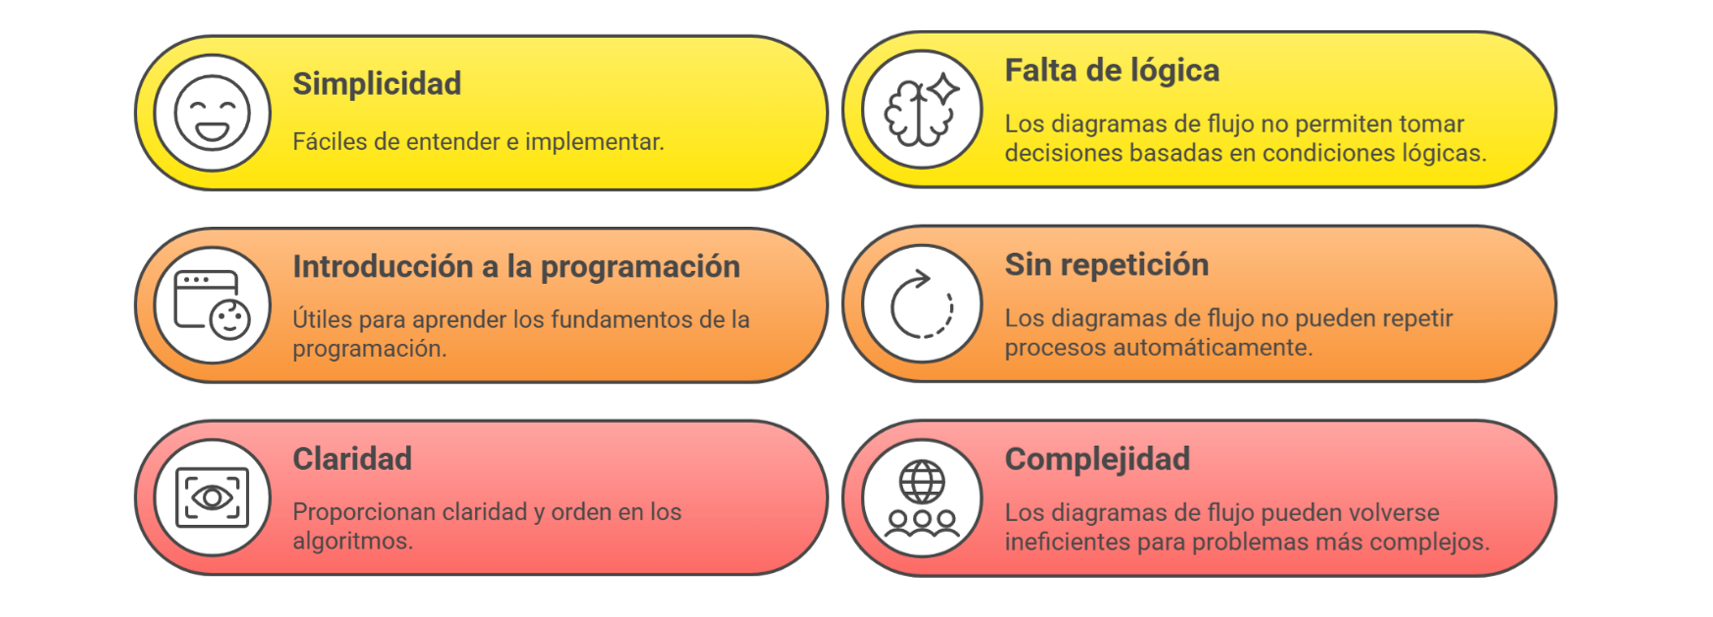 Simplicidad
Fáciles de entender e implementar.
Falta de lógica
Los diagramas de flujo no permiten tomar
decisiones basadas en condiciones lógicas.
Introducción a la programación
Útiles para aprender los fundamentos de la
programación.
Sin repetición
Los diagramas de flujo no pueden repetir
procesos automáticamente.
Claridad
Proporcionan claridad y orden en los
algoritmos.
Complejidad
Los diagramas de flujo pueden volverse
ineficientes para problemas más complejos.